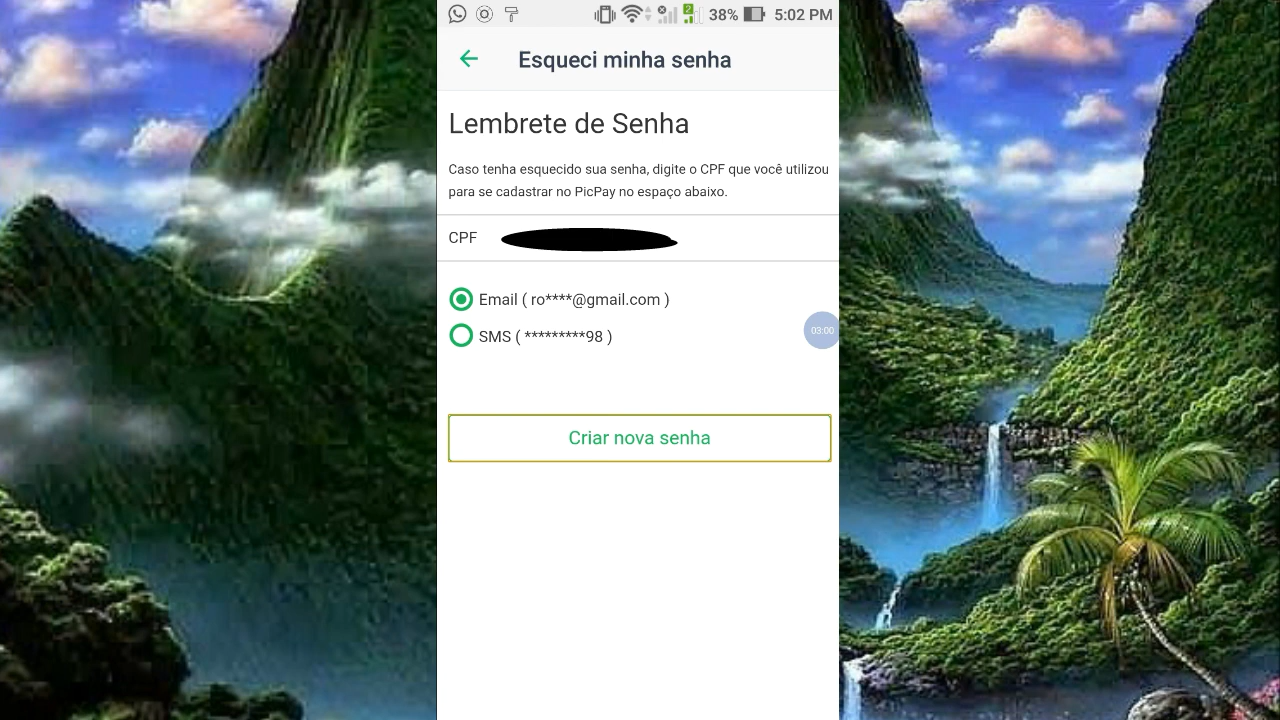 2
38%
5:02 PM
Esqueci minha senha
Lembrete de Senha
Caso tenha esquecido sua senha, digite o CPF que você utilizou
para se cadastrar no PicPay no espaço abaixo.
CPF
Email ( ro****@gmail.com )
SMS ( *********98 )
03:00
Criar nova senha